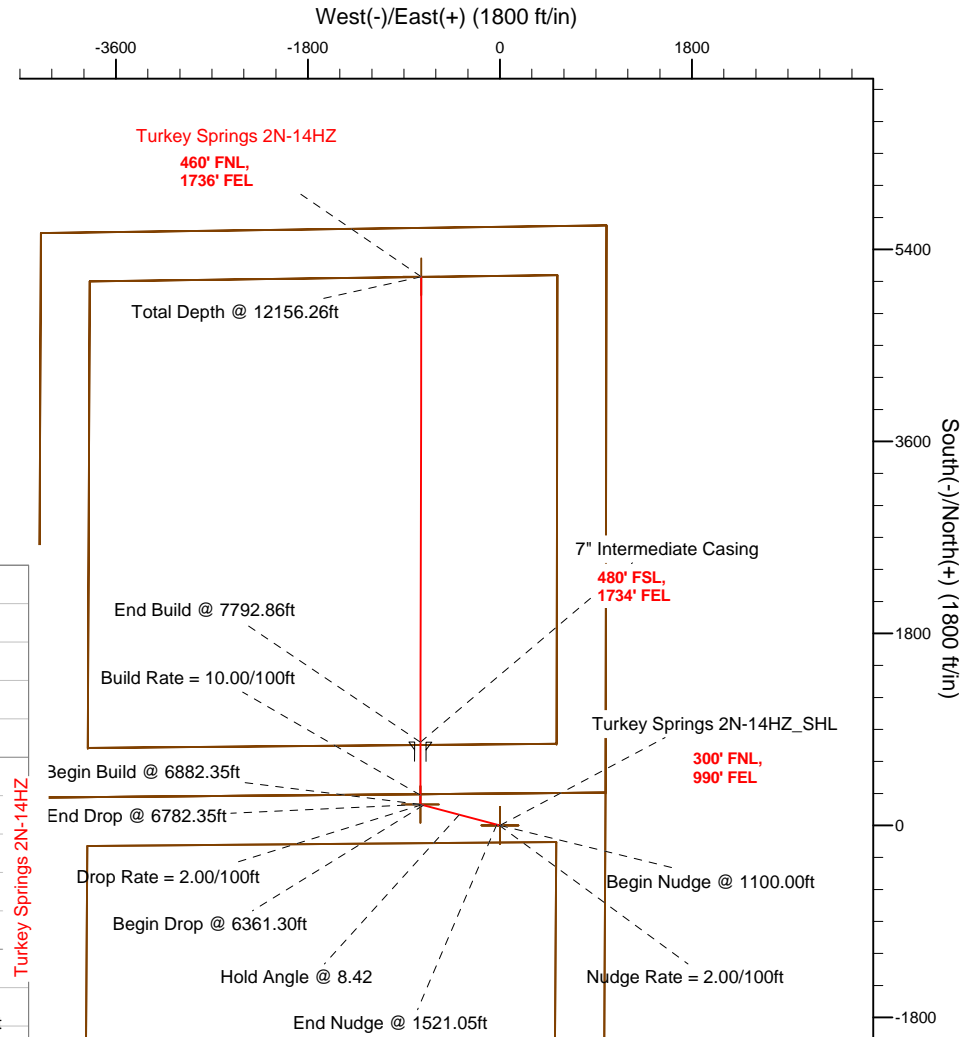 West(-)/East(+) (1800 ft/in)
-3600
-1800
0
1800
Turkey Springs 2N-14HZ
460' FNL,
1736' FEL
5400
Total Depth @ 12156.26ft
3600
South(-)/North(+) (1800 ft/in)
7" Intermediate Casing
480' FSL,
1734' FEL
End Build @ 7792.86ft
1800
Build Rate = 10.00/100ft
Turkey Springs 2N-14HZ_SHL
300' FNL,
990' FEL
Begin Build @ 6882.35ft
End Drop @ 6782.35ft
0
Turkey Springs 2N-14HZ
Drop Rate = 2.00/100ft
Begin Nudge @ 1100.00ft
Begin Drop @ 6361.30ft
Hold Angle @ 8.42
Nudge Rate = 2.00/100ft
End Nudge @ 1521.05ft
-1800